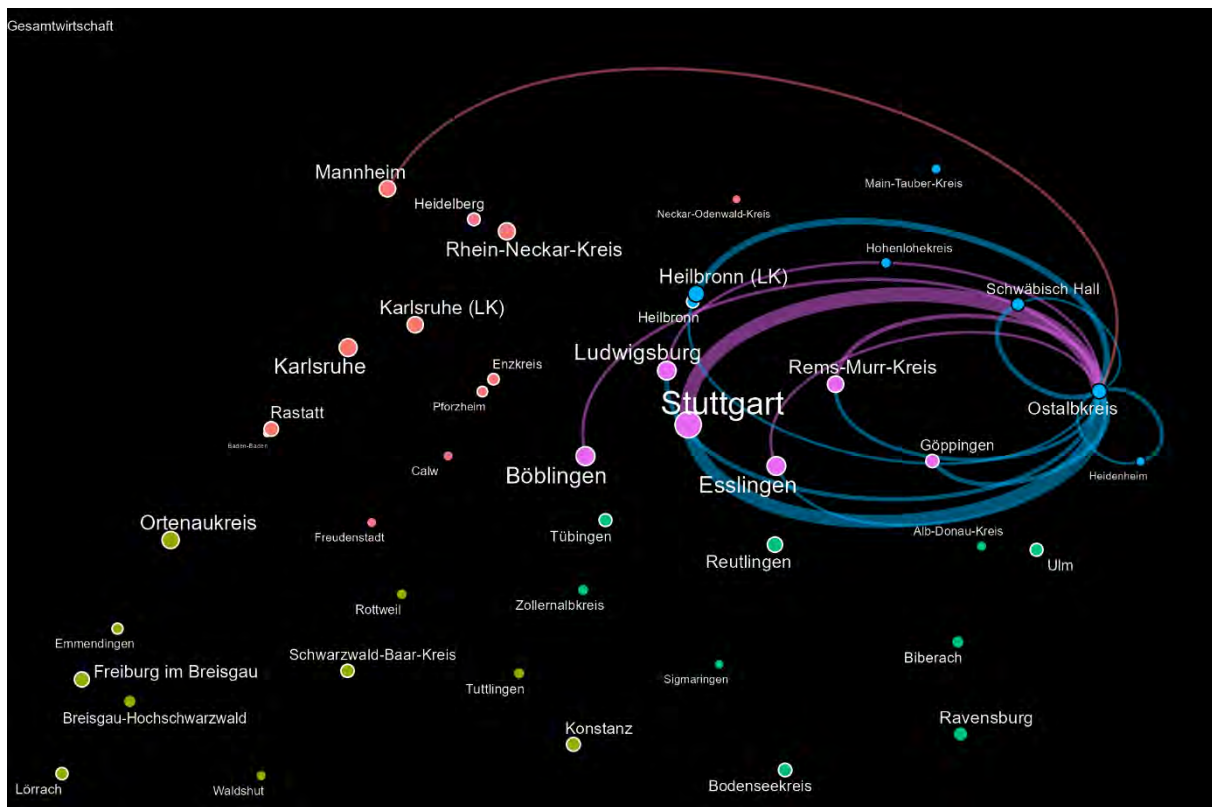 Gesamtwirtschaft
Mannheim
Heidelberg
Rhein-Neckar-Kreis
Main-Tauber-Kreis
Neckar-Odenwald-Kreis
Hohenlohekreis
Heilbronn (LK)
Schwäbisch Hall
Karlsruhe (LK)
Heilbronn
Karlsruhe
Ludwigsburg
Enzkreis
Rems-Murr-Kreis
Pforzheim
Stuttgart
Ostalbkreis
Rastatt
Baden-Baden
Göppingen
Calw
Böblingen
Esslingen
Heidenheim
Ortenaukreis
Freudenstadt
Tübingen
Reutlingen
Alb-Donau-Kreis
Ulm
Rottweil
Zollernalbkreis
Emmendingen
Freiburg im Breisgau
Schwarzwald-Baar-Kreis
Tuttlingen
Sigmaringen
Biberach
Breisgau-Hochschwarzwald
Konstanz
Ravensburg
Lörrach
Waldshut
Bodenseekreis